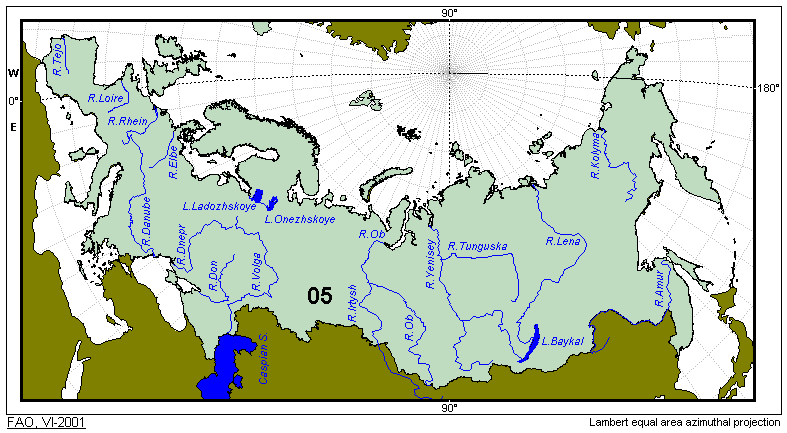 90°
R.Tejo
W
0°
E
180°
R.Loire
R.Rhein
R.Elbe
R.Kolyma
L.Ladozhskoye
L.Onezhskoye
R.Danube
R.Dnepr
R.Don
R.Volga
R.Ob
R.Yenisey
R.Tunguska
R.Lena
R.Irtysh
R.Ob
R.Amur
05
L.Baykal
Caspian S.
90°
FAO, VI-2001
Lambert equal area azimuthal projection